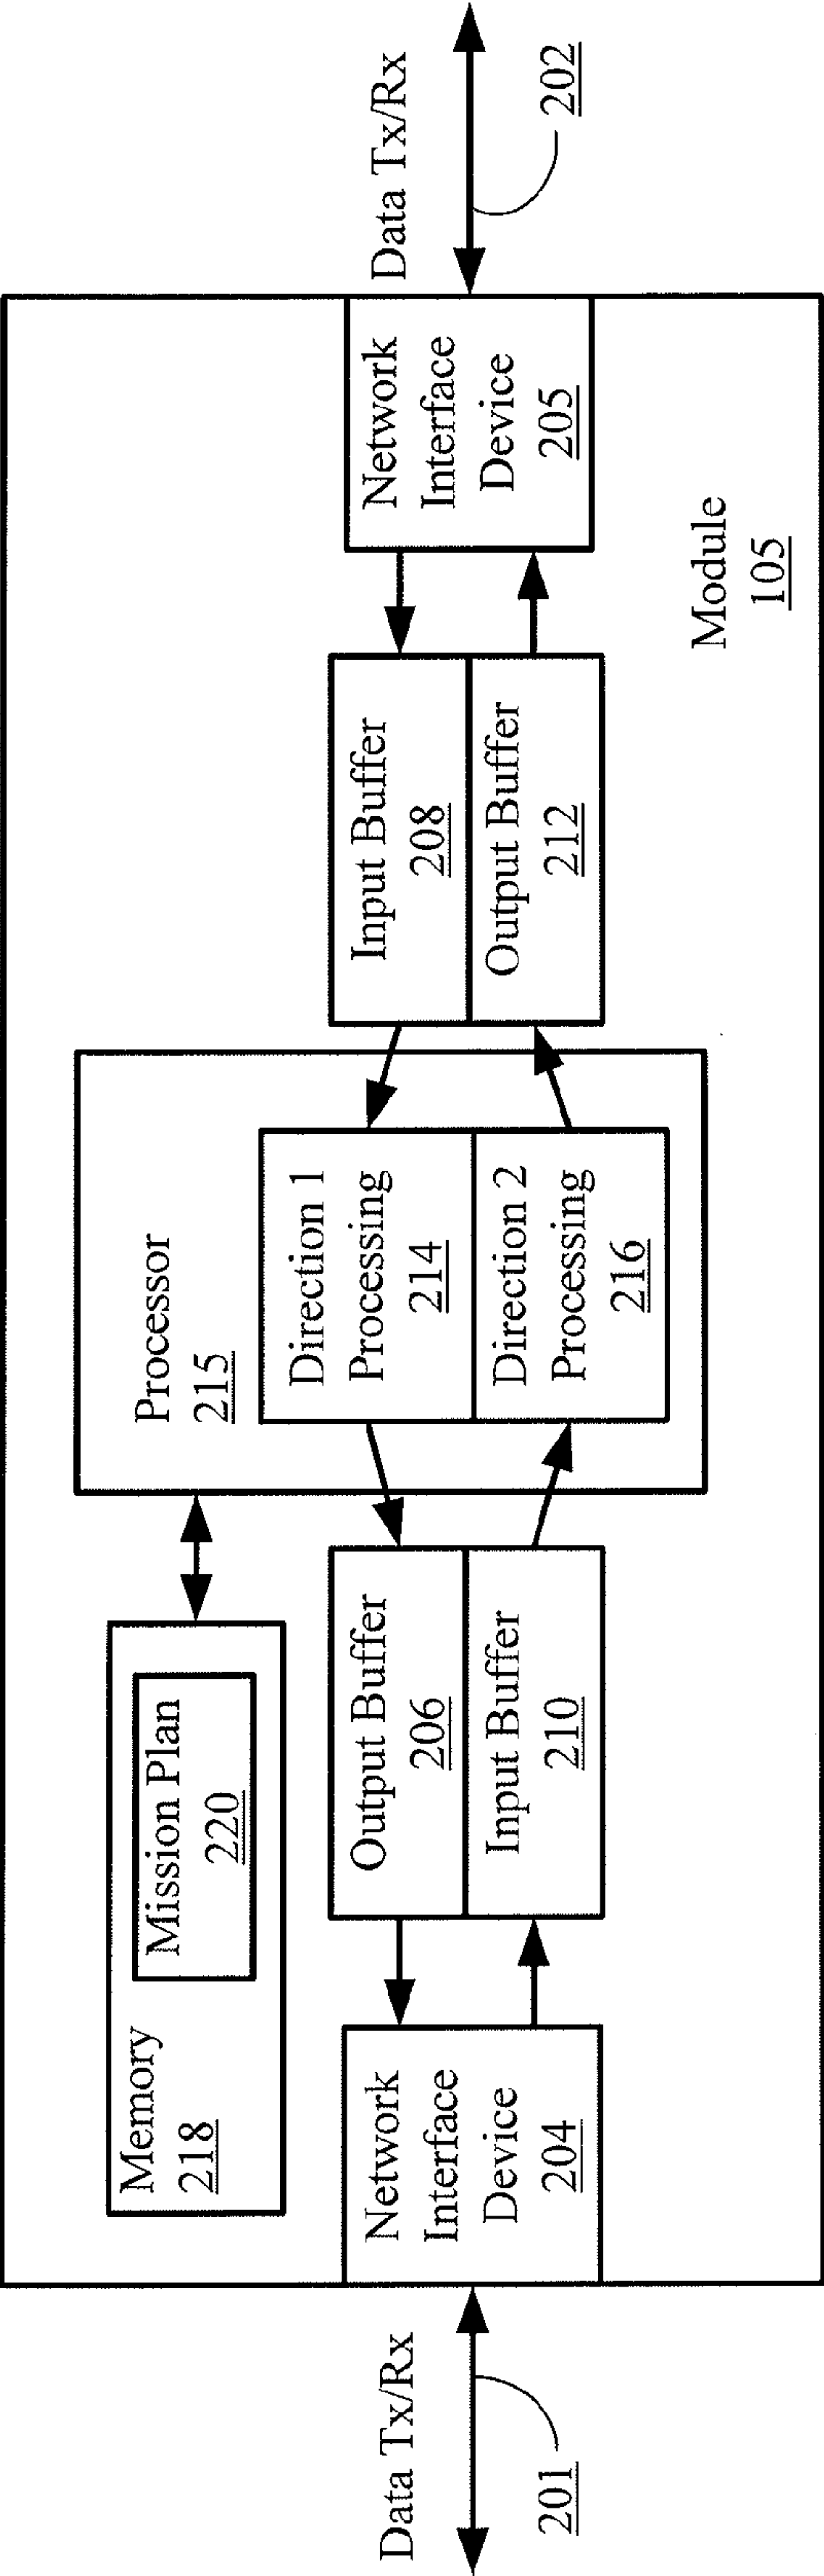 Memory
218
Mission Plan
220
Processor
215
Data Tx/Rx
201
Network
Interface
Device
204
Output Buffer
206
Input Buffer
210
Direction 1
Processing
214
Direction 2
Processing
216
Input Buffer
208
Output Buffer
212
Network
Interface
Device
205
Data Tx/Rx
202
Module
105